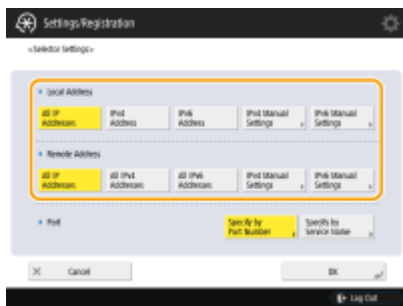 Settings/Registration
<Selector Settings>
Local Address
All IP Addresses
IPv4 Address
IPv6 Address
IPv4 Manual Settings
IPv6 Manual Settings
Remote Address
All IP Addresses
All IPv4 Addresses
All IPv6 Addresses
IPv4 Manual Settings
IPv6 Manual Settings
Port
Specify by Port Number
Specify by Service Name
Cancel
OK
Log Out